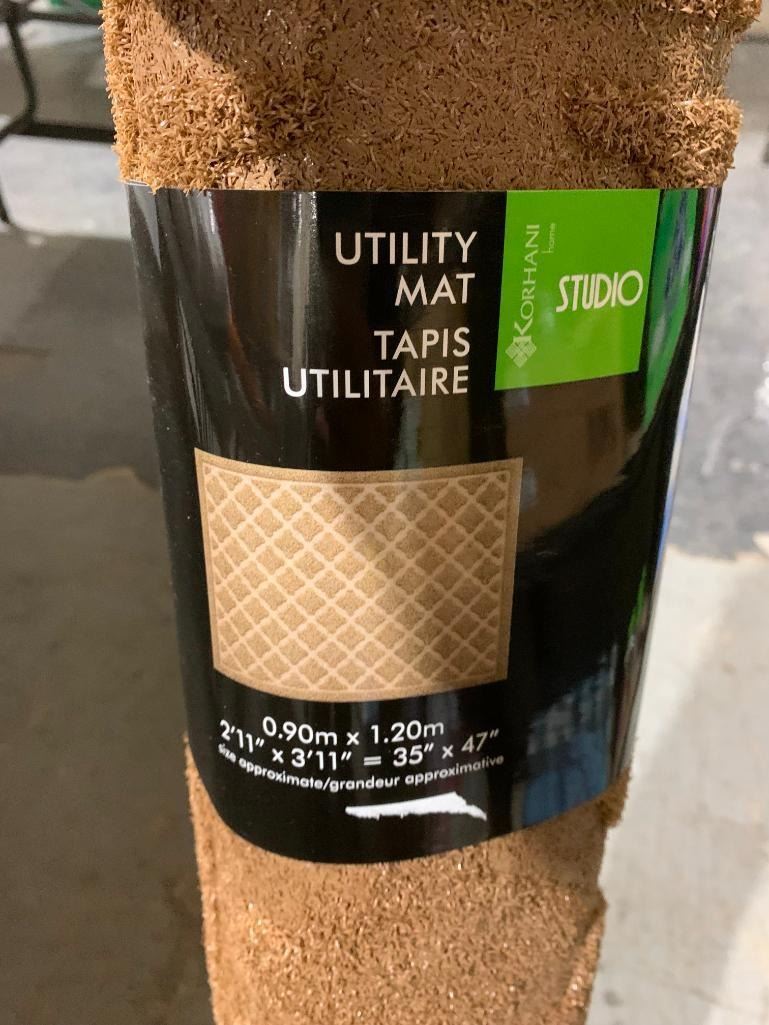 UTILITY
MAT
TAPIS
UTILITAIRE
KORHANI
home
STUDIO
0.90m x 1.20m
2'11" x 3'11" = 35" x 47"
size approximate/grandeur approximative